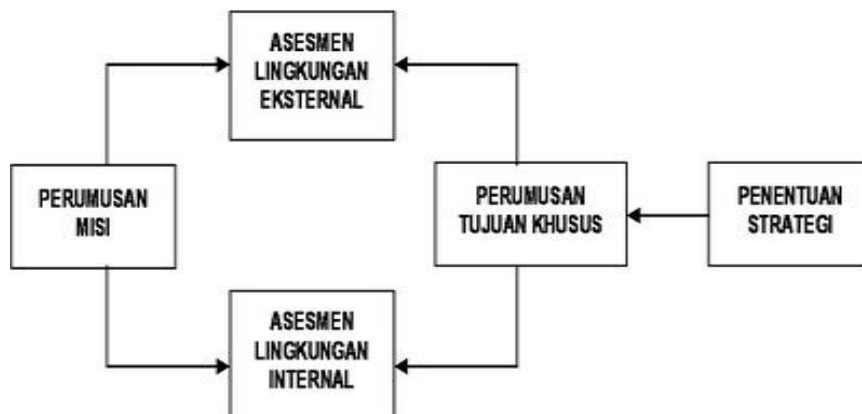 ASESMEN
LINGKUNGAN
EKSTERNAL
PERUMUSAN
MISI
PERUMUSAN
TUJUAN KHUSUS
PENENTUAN
STRATEGI
ASESMEN
LINGKUNGAN
INTERNAL